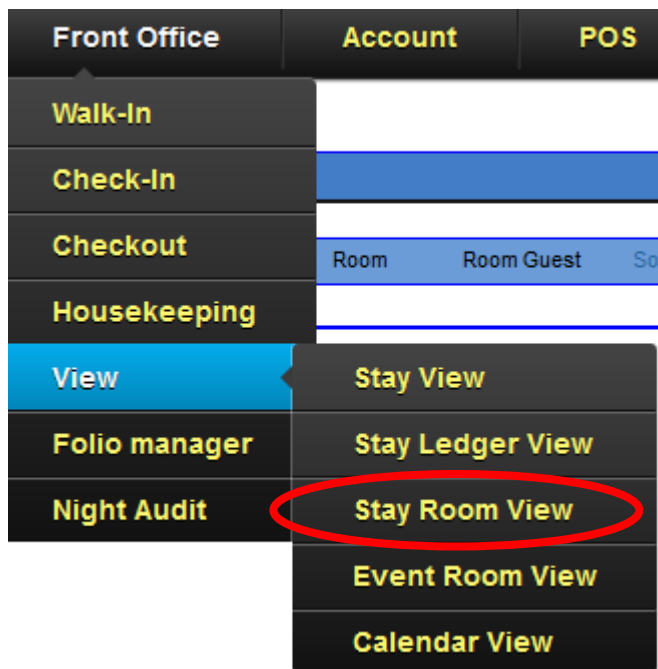 Front Office Account POS
Walk-In
Check-In
Checkout
Room Room Guest So
Housekeeping
View Stay View
Folio manager Stay Ledger View
Night Audit Stay Room View
Event Room View
Calendar View